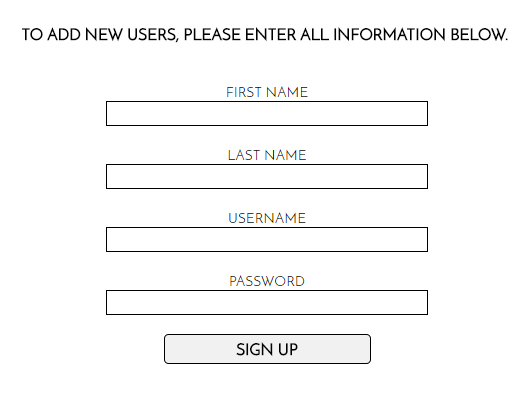 TO ADD NEW USERS, PLEASE ENTER ALL INFORMATION BELOW.
FIRST NAME
LAST NAME
USERNAME
PASSWORD
SIGN UP